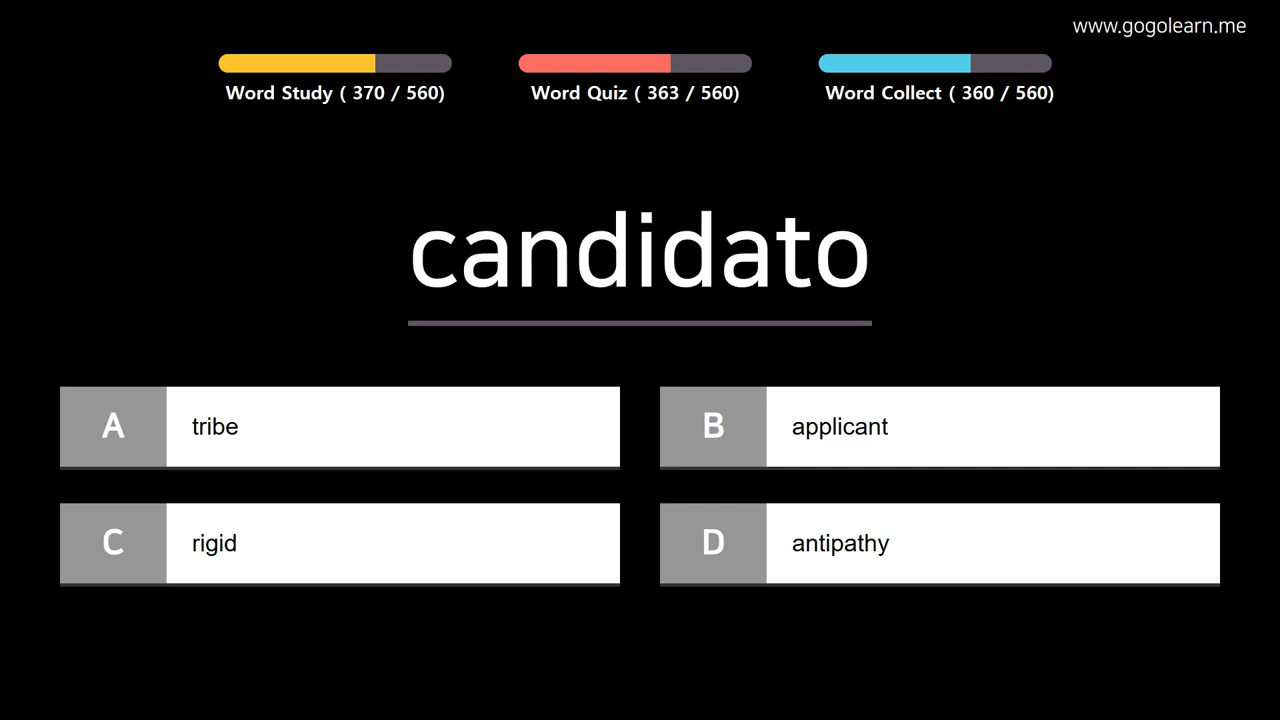 www.gogolearn.me
Word Study ( 370 / 560)
Word Quiz ( 363 / 560)
Word Collect ( 360 / 560)
candidato
A tribe
B applicant
C rigid
D antipathy